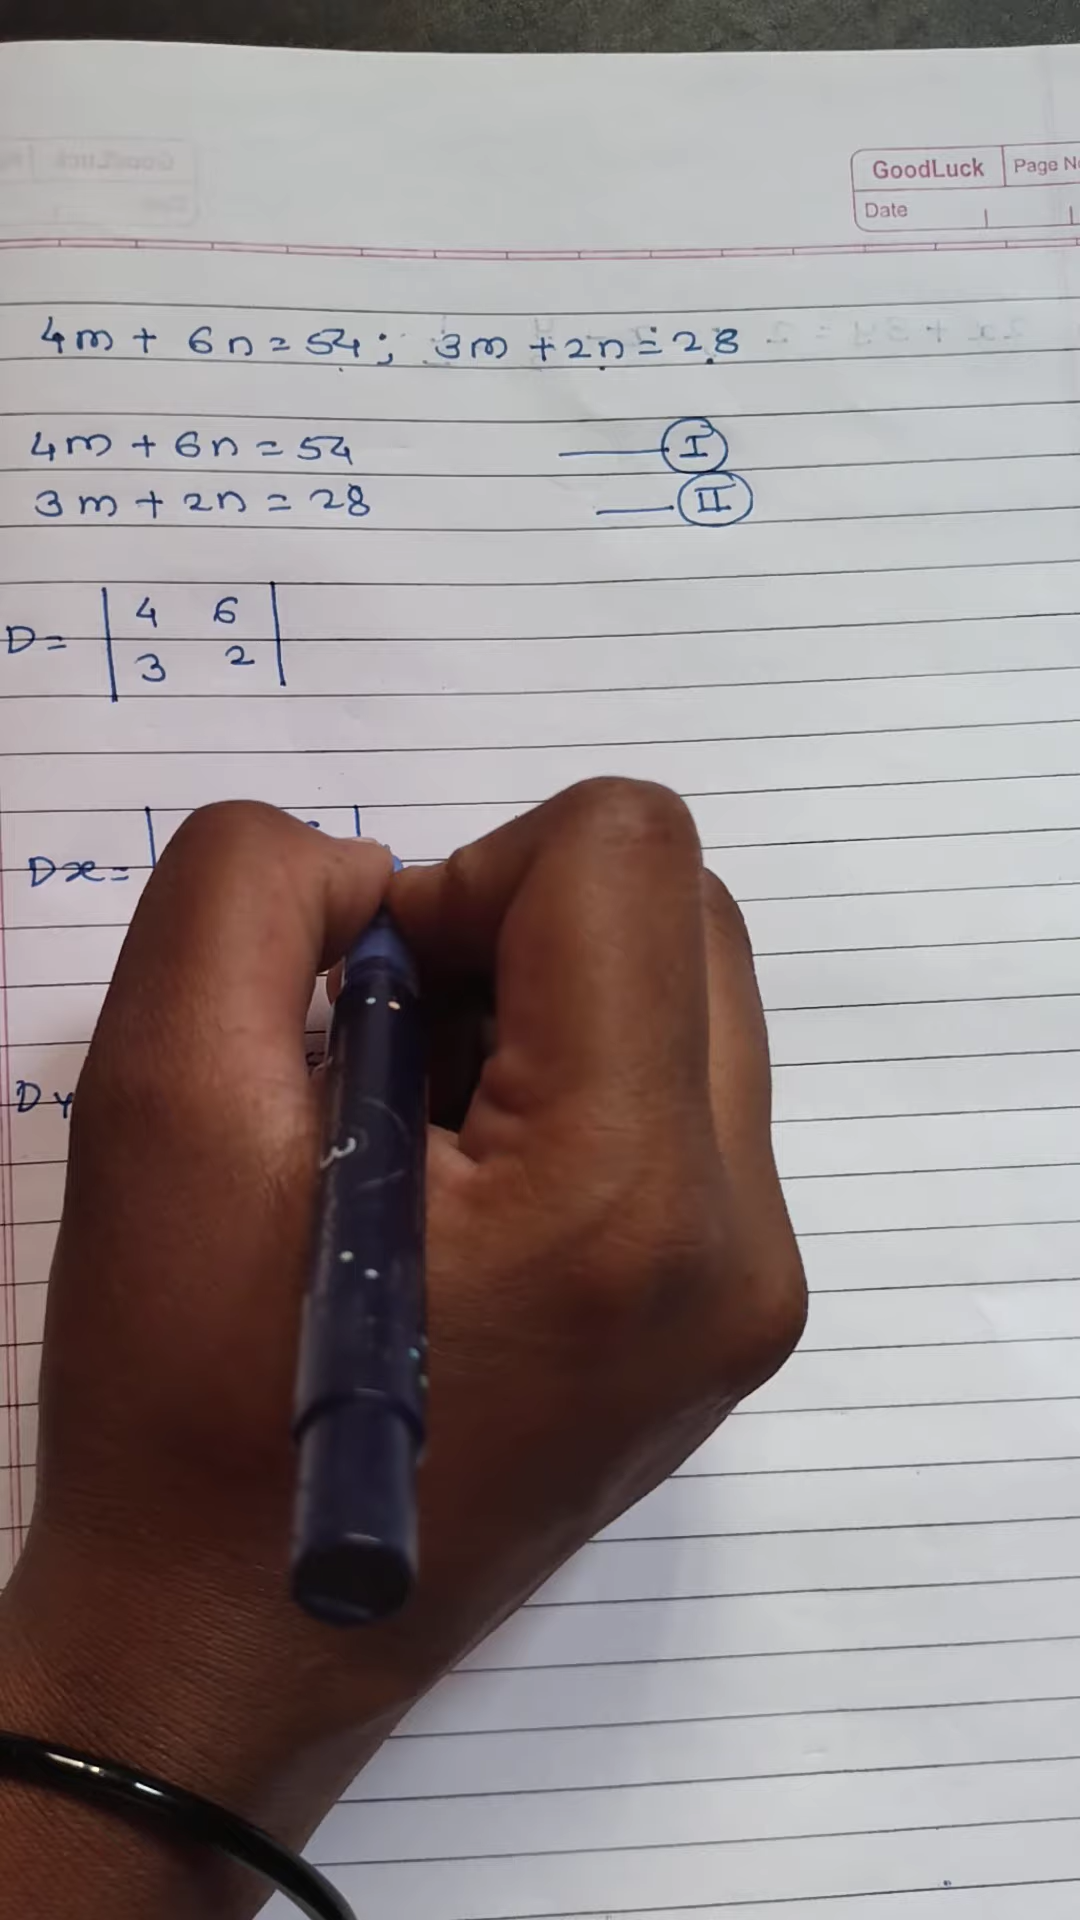 GoodLuck Page No
Date
4m + 6n = 54; 3m + 2n = 28
4m + 6n = 54 — I
3m + 2n = 28 — II
D = | 4 6 |
| 3 2 |
Dx =
Dy